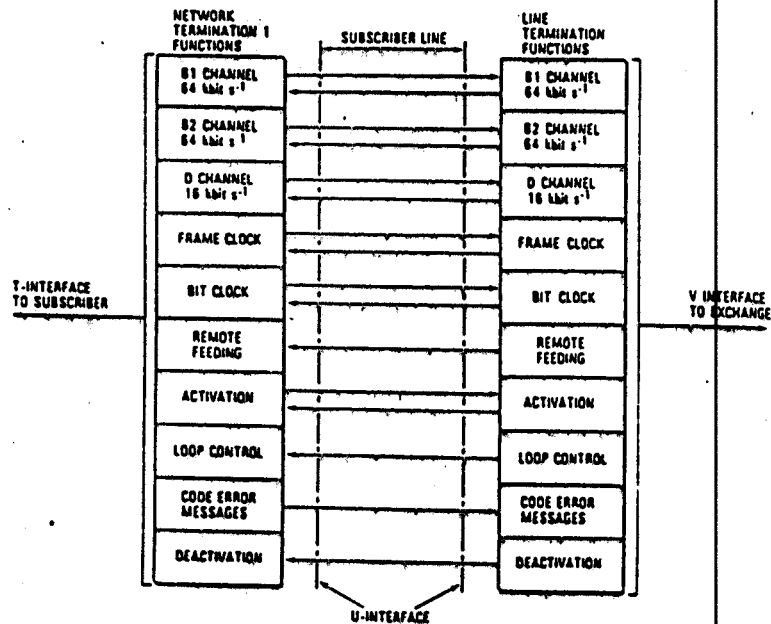 NETWORK
TERMINATION 1
FUNCTIONS
SUBSCRIBER LINE
LINE
TERMINATION
FUNCTIONS
B1 CHANNEL
64 kbit s⁻¹
B1 CHANNEL
64 kbit s⁻¹
B2 CHANNEL
64 kbit s⁻¹
B2 CHANNEL
64 kbit s⁻¹
D CHANNEL
16 kbit s⁻¹
D CHANNEL
16 kbit s⁻¹
FRAME CLOCK
FRAME CLOCK
T-INTERFACE
TO SUBSCRIBER
BIT CLOCK
BIT CLOCK
V INTERFACE
TO EXCHANGE
REMOTE
FEEDING
REMOTE
FEEDING
ACTIVATION
ACTIVATION
LOOP CONTROL
LOOP CONTROL
CODE ERROR
MESSAGES
CODE ERROR
MESSAGES
DEACTIVATION
DEACTIVATION
U-INTERFACE